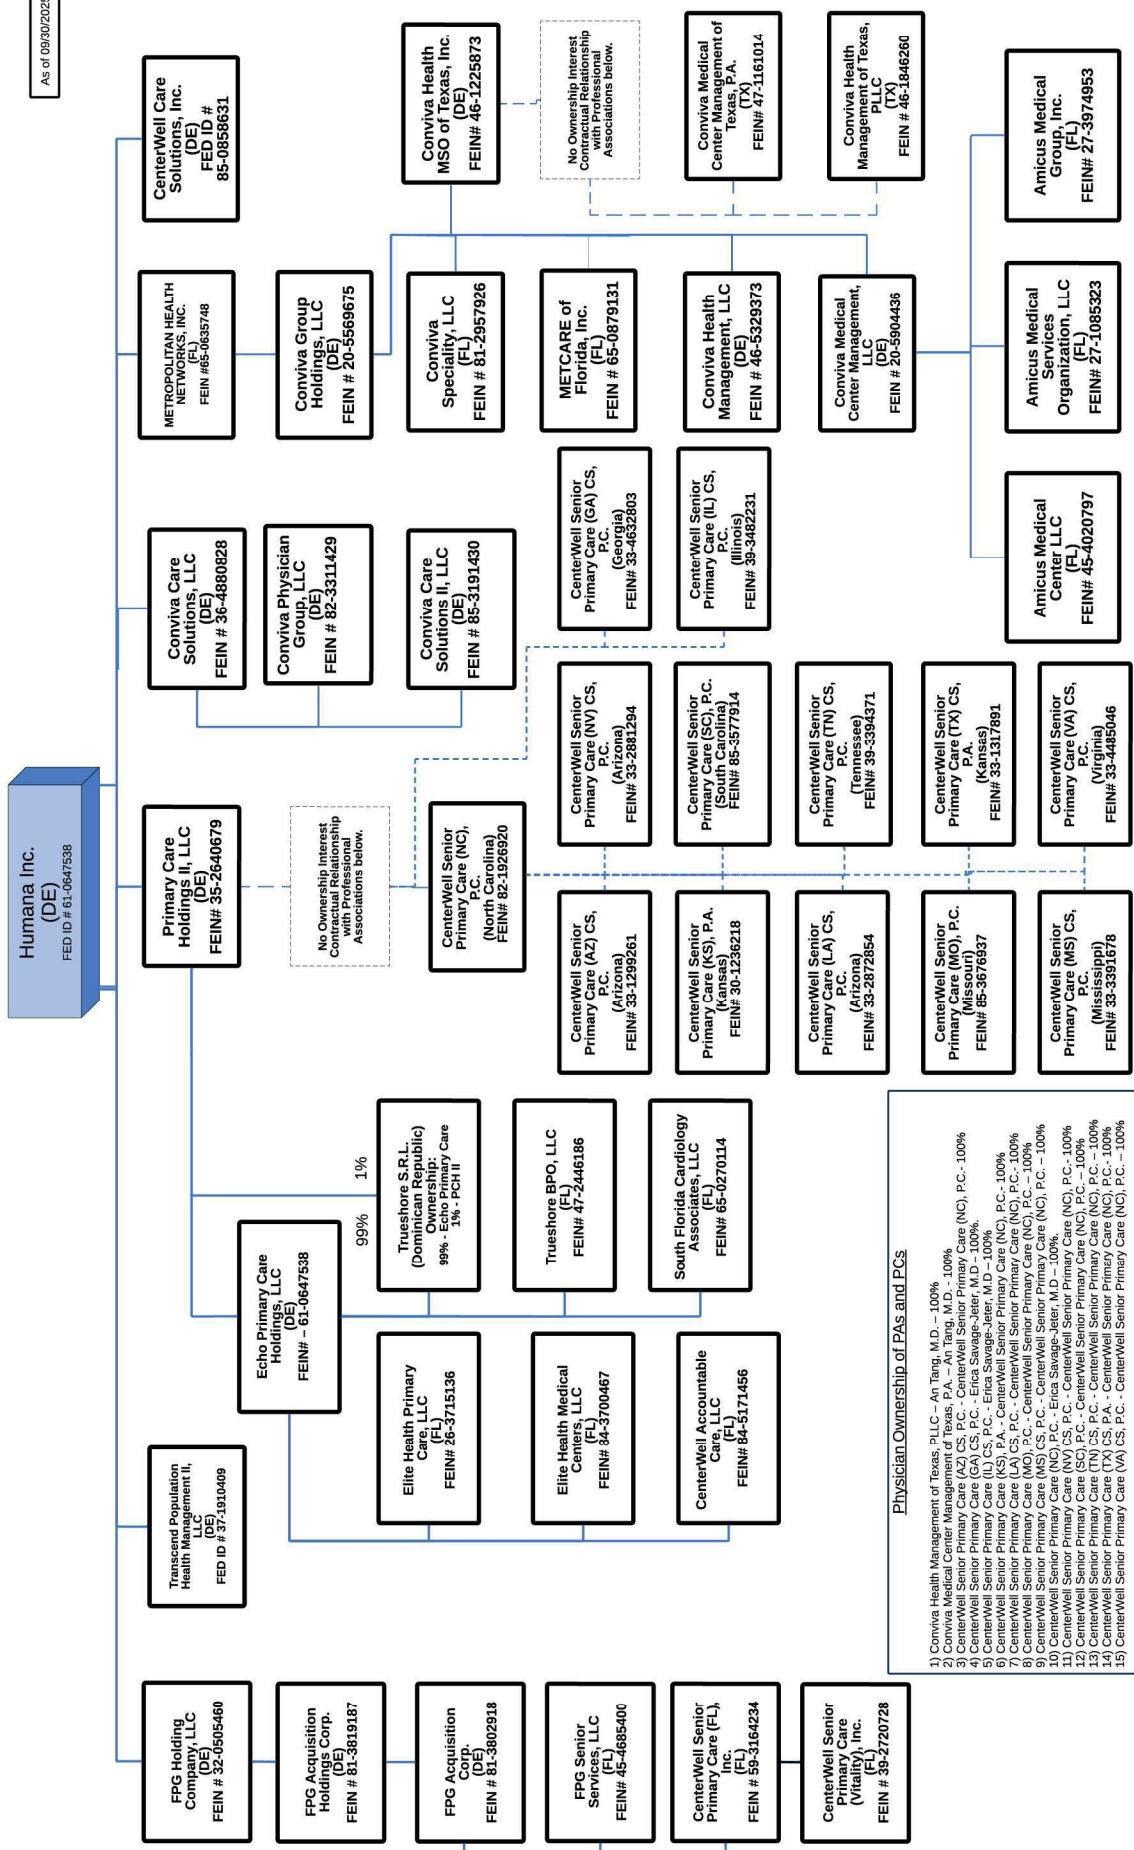 As of 09/30/2025
Humana Inc.
(DE)
FED ID # 61-0647538
FPG Holding
Company, LLC
(DE)
FEIN # 32-0505460
Transcend Population
Health Management II,
LLC
(DE)
FED ID # 37-1910409
Primary Care
Holdings II, LLC
(DE)
FEIN# 35-2640679
Conviva Care
Solutions, LLC
(DE)
FEIN # 36-4880828
METROPOLITAN HEALTH
NETWORKS, INC.
(FL)
FEIN #65-0635748
CenterWell Care
Solutions, Inc.
(DE)
FED ID #
85-0858631
FPG Acquisition
Holdings Corp.
(DE)
FEIN # 81-3819187
Echo Primary Care
Holdings, LLC
(DE)
FEIN# – 61-0647538
No Ownership Interest
Contractual Relationship
with Professional
Associations below.
Conviva Physician
Group, LLC
(DE)
FEIN # 82-3311429
Conviva Group
Holdings, LLC
(DE)
FEIN # 20-5569675
FPG Acquisition
Corp.
(DE)
FEIN # 81-3802918
99%
1%
Trueshore S.R.L.
(Dominican Republic)
Ownership:
99% - Echo Primary Care
1% - PCH II
CenterWell Senior
Primary Care (NC),
P.C.
(North Carolina)
FEIN# 82-1926920
Conviva Care
Solutions II, LLC
(DE)
FEIN # 85-3191430
Conviva
Speciality, LLC
(FL)
FEIN # 81-2957926
Conviva Health
MSO of Texas, Inc.
(DE)
FEIN# 46-1225873
Elite Health Primary
Care, LLC
(FL)
FEIN# 26-3715136
FPG Senior
Services, LLC
(FL)
FEIN# 45-4685400
Elite Health Medical
Centers, LLC
(FL)
FEIN# 84-3700467
Trueshore BPO, LLC
(FL)
FEIN# 47-2446186
CenterWell Senior
Primary Care (AZ) CS,
P.C.
(Arizona)
FEIN# 33-1299261
CenterWell Senior
Primary Care (NV) CS,
P.C.
(Arizona)
FEIN# 33-2881294
CenterWell Senior
Primary Care (GA) CS,
P.C.
(Georgia)
FEIN# 33-4632803
METCARE of
Florida, Inc.
(FL)
FEIN # 65-0879131
No Ownership Interest
Contractual Relationship
with Professional
Associations below.
CenterWell Senior
Primary Care (FL),
Inc.
(FL)
FEIN # 59-3164234
CenterWell Accountable
Care, LLC
(FL)
FEIN# 84-5171456
South Florida Cardiology
Associates, LLC
(FL)
FEIN# 65-0270114
CenterWell Senior
Primary Care (KS), P.A.
(Kansas)
FEIN# 30-1236218
CenterWell Senior
Primary Care (SC), P.C.
(South Carolina)
FEIN# 85-3577914
CenterWell Senior
Primary Care (IL) CS,
P.C.
(Illinois)
FEIN# 39-3482231
Conviva Health
Management, LLC
(DE)
FEIN # 46-5329373
Conviva Medical
Center Management of
Texas, P.A.
(TX)
FEIN# 47-1161014
CenterWell Senior
Primary Care
(Vitality), Inc.
(FL)
FEIN # 39-2720728
CenterWell Senior
Primary Care (LA) CS,
P.C.
(Arizona)
FEIN# 33-2872854
CenterWell Senior
Primary Care (TN) CS,
P.C.
(Tennessee)
FEIN# 39-3394371
Conviva Medical
Center Management,
LLC
(DE)
FEIN # 20-5904436
Conviva Health
Management of Texas,
PLLC
(TX)
FEIN # 46-1846260
CenterWell Senior
Primary Care (MO), P.C.
(Missouri)
FEIN# 85-3676937
CenterWell Senior
Primary Care (TX) CS,
P.A.
(Kansas)
FEIN# 33-1317891
CenterWell Senior
Primary Care (MS) CS,
P.C.
(Mississippi)
FEIN# 33-3391678
CenterWell Senior
Primary Care (VA) CS,
P.C.
(Virginia)
FEIN# 33-4485046
Amicus Medical
Center LLC
(FL)
FEIN# 45-4020797
Amicus Medical
Services
Organization, LLC
(FL)
FEIN# 27-1085323
Amicus Medical
Group, Inc.
(FL)
FEIN# 27-3974953
Physician Ownership of PAs and PCs
1) Conviva Health Management of Texas, PLLC – An Tang, M.D. – 100%
2) Conviva Medical Center Management of Texas, P.A. – An Tang, M.D. - 100%
3) CenterWell Senior Primary Care (AZ) CS, P.C. - CenterWell Senior Primary Care (NC), P.C.- 100%
4) CenterWell Senior Primary Care (GA) CS, P.C. - Erica Savage-Jeter, M.D - 100%.
5) CenterWell Senior Primary Care (IL) CS, P.C. - Erica Savage-Jeter, M.D –100%
6) CenterWell Senior Primary Care (KS), P.A. - CenterWell Senior Primary Care (NC), P.C.- 100%
7) CenterWell Senior Primary Care (LA) CS, P.C. - CenterWell Senior Primary Care (NC), P.C.- 100%
8) CenterWell Senior Primary Care (MO), P.C. - CenterWell Senior Primary Care (NC), P.C. – 100%
9) CenterWell Senior Primary Care (MS) CS, P.C. - CenterWell Senior Primary Care (NC), P.C. – 100%
10) CenterWell Senior Primary Care (NC), P.C. - Erica Savage-Jeter, M.D – 100%.
11) CenterWell Senior Primary Care (NV) CS, P.C. - CenterWell Senior Primary Care (NC), P.C.- 100%
12) CenterWell Senior Primary Care (SC), P.C. - CenterWell Senior Primary Care (NC), P.C. – 100%
13) CenterWell Senior Primary Care (TN) CS, P.C. - CenterWell Senior Primary Care (NC), P.C. – 100%
14) CenterWell Senior Primary Care (TX) CS, P.A. - CenterWell Senior Primary Care (NC), P.C.- 100%
15) CenterWell Senior Primary Care (VA) CS, P.C. - CenterWell Senior Primary Care (NC), P.C. – 100%